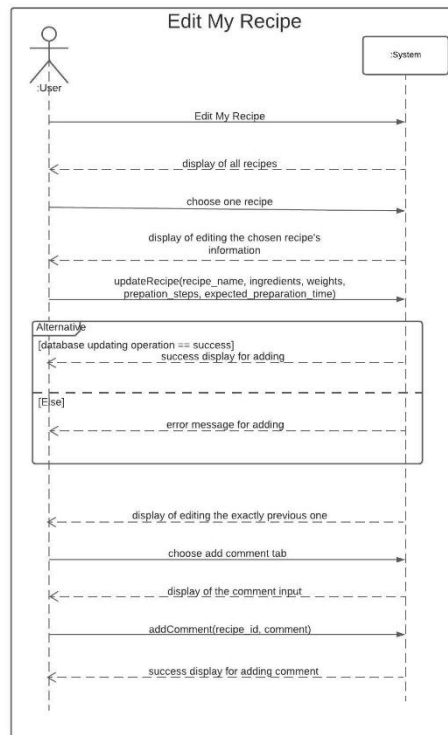 Edit My Recipe
:User
:System
Edit My Recipe
display of all recipes
choose one recipe
display of editing the chosen recipe's
information
updateRecipe(recipe_name, ingredients, weights,
prepation_steps, expected_preparation_time)
Alternative
[database updating operation == success]
success display for adding
[Else]
error message for adding
display of editing the exactly previous one
choose add comment tab
display of the comment input
addComment(recipe_id, comment)
success display for adding comment